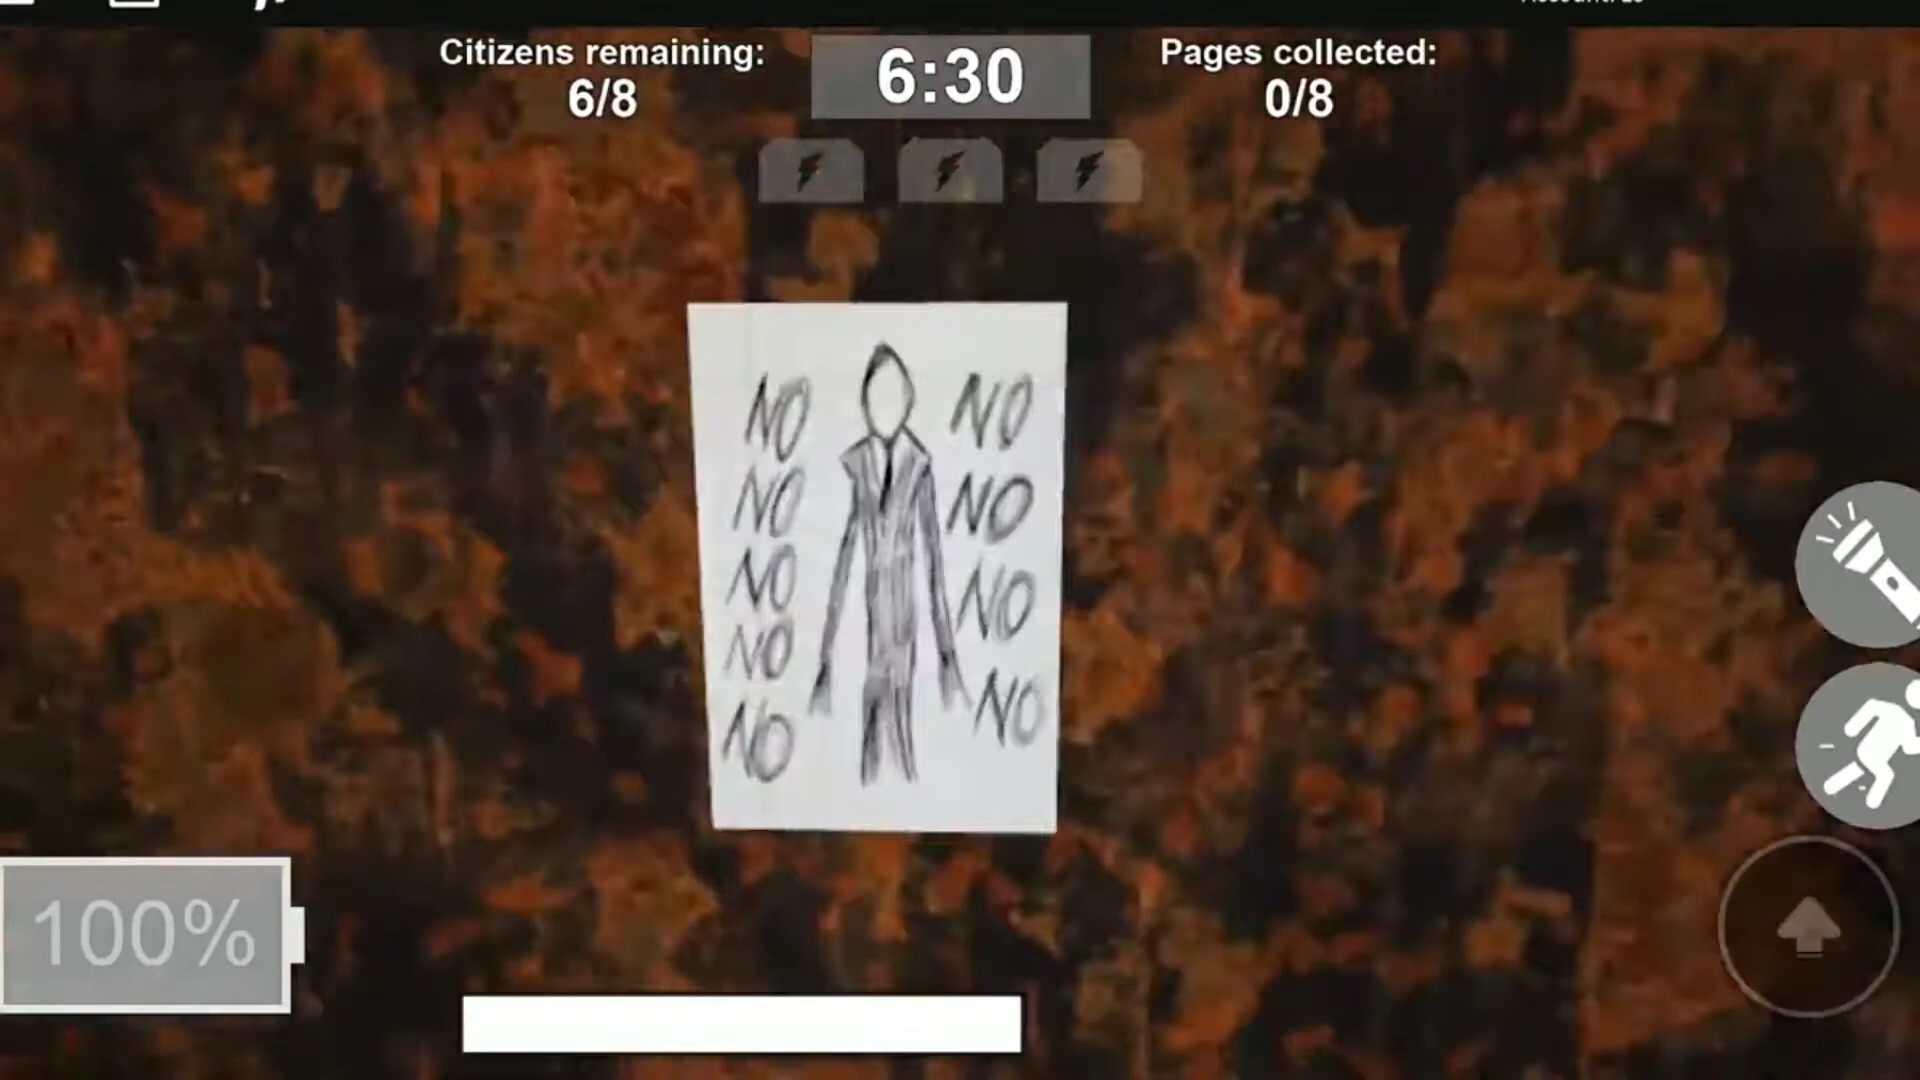 Citizens remaining:
6/8
6:30
Pages collected:
0/8
NO NO
NO NO
NO NO
NO NO
NO
100%